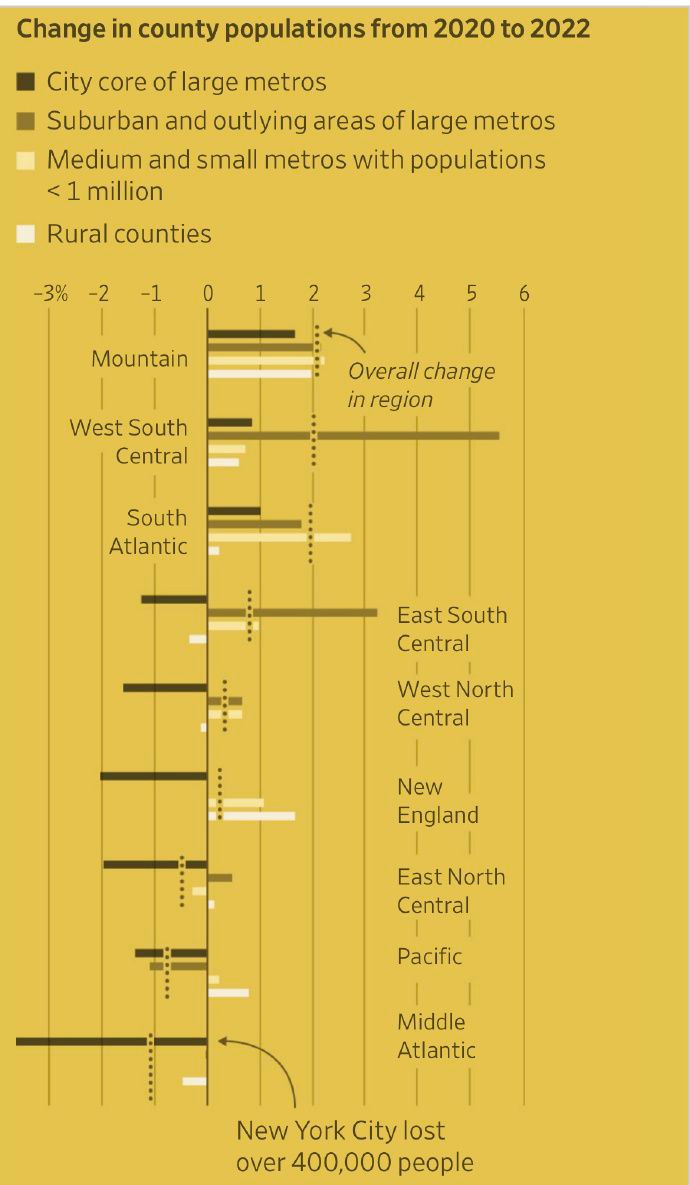 Change in county populations from 2020 to 2022
City core of large metros
Suburban and outlying areas of large metros
Medium and small metros with populations
< 1 million
Rural counties
-3% -2 -1 0 1 2 3 4 5 6
Mountain
Overall change
in region
West South
Central
South
Atlantic
East South
Central
West North
Central
New
England
East North
Central
Pacific
Middle
Atlantic
New York City lost
over 400,000 people